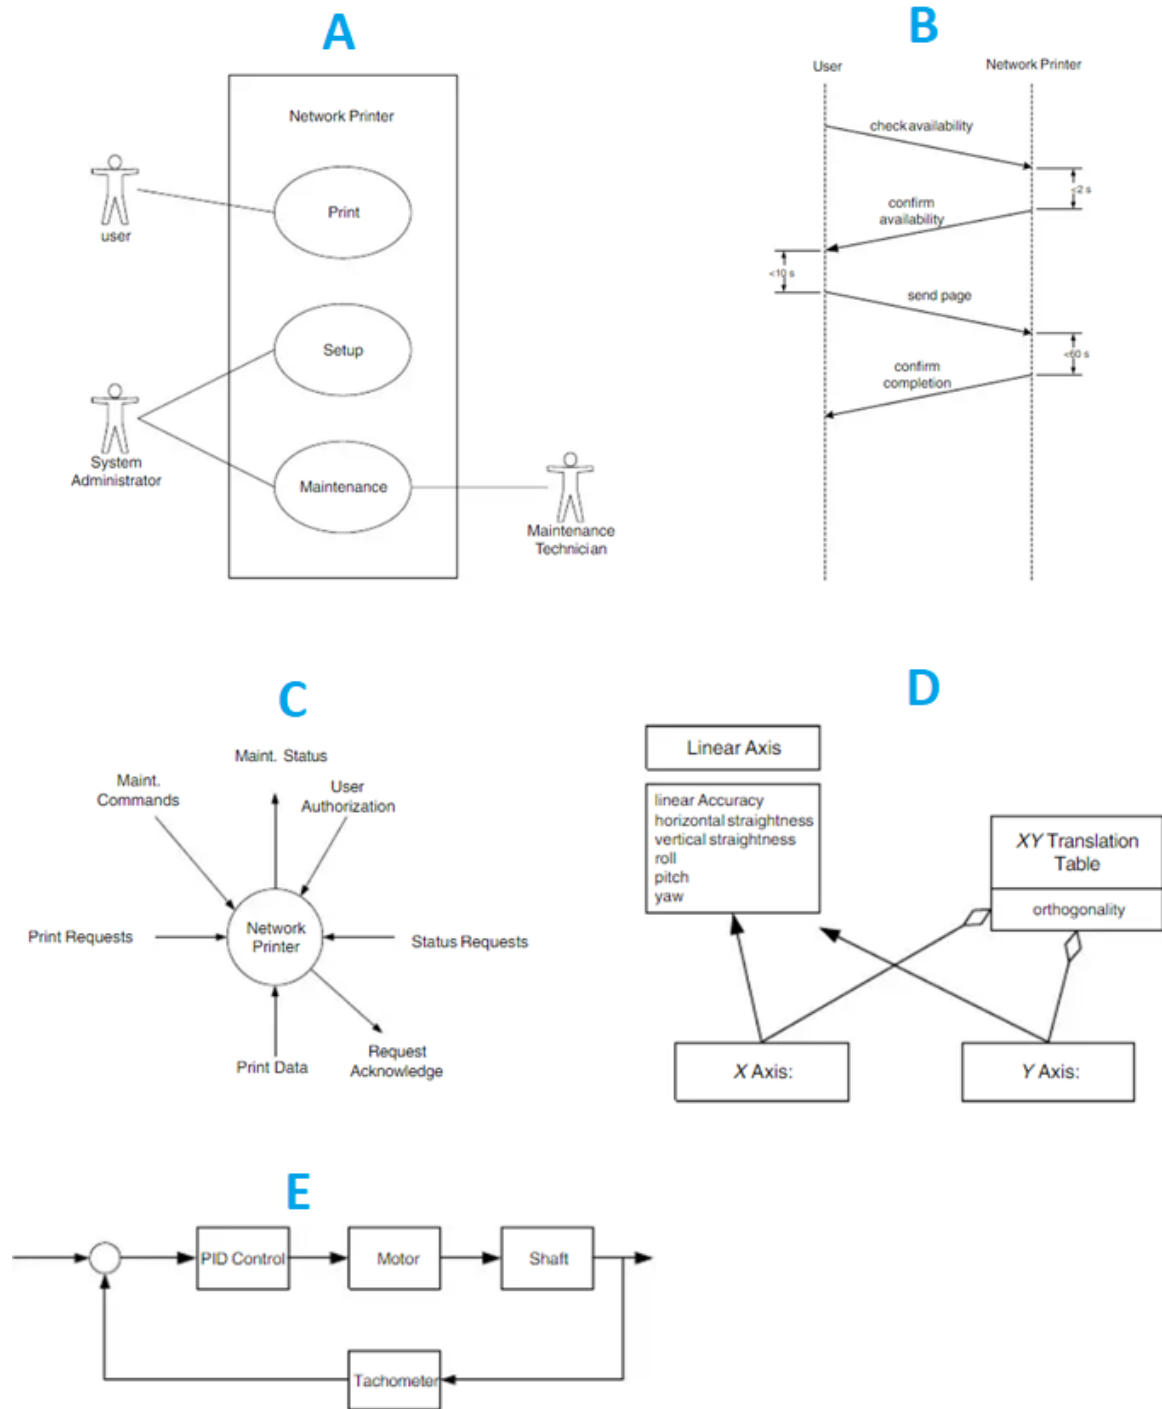 A
Network Printer
Print
user
Setup
System
Administrator
Maintenance
Maintenance
Technician
B
User
Network Printer
check availability
<2 s
confirm
availability
<10 s
send page
<60 s
confirm
completion
C
Maint. Status
Maint.
Commands
User
Authorization
Print Requests
Network
Printer
Status Requests
Print Data
Request
Acknowledge
D
Linear Axis
linear Accuracy
horizontal straightness
vertical straightness
roll
pitch
yaw
XY Translation
Table
orthogonality
X Axis:
Y Axis:
E
PID Control
Motor
Shaft
Tachometer